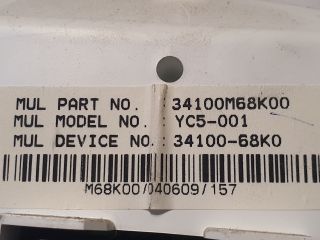 MUL PART NO. : 34100M68K00
MUL MODEL NO. : YC5-001
MUL DEVICE NO. : 34100-68K0
M68K00/040609/157